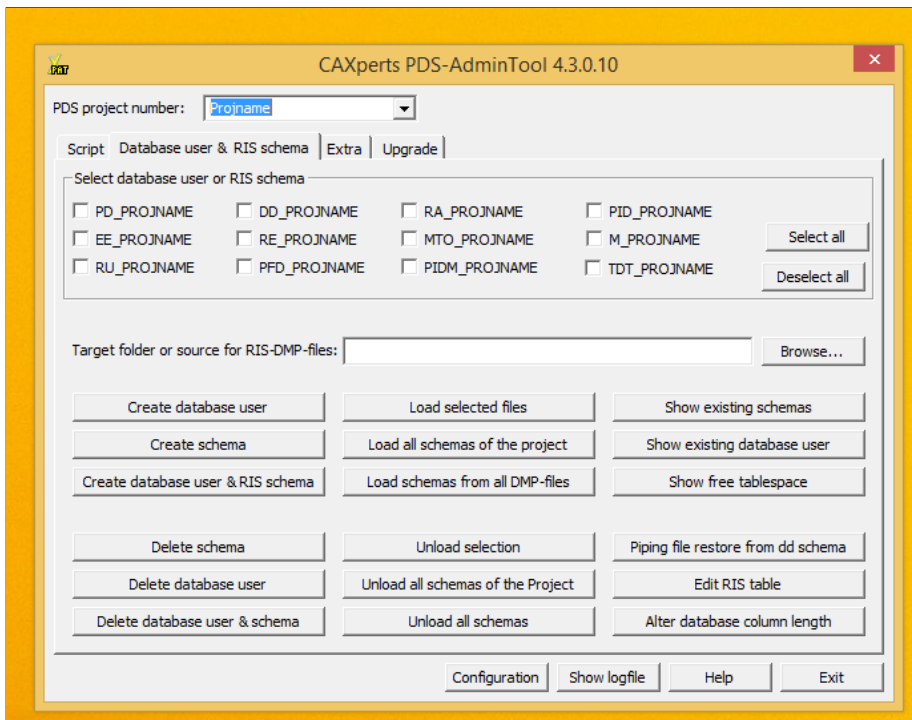 PAT
CAXperts PDS-AdminTool 4.3.0.10
PDS project number: Projname
Script Database user & RIS schema Extra Upgrade
Select database user or RIS schema
PD_PROJNAME DD_PROJNAME RA_PROJNAME PID_PROJNAME
EE_PROJNAME RE_PROJNAME MTO_PROJNAME M_PROJNAME Select all
RU_PROJNAME PFD_PROJNAME PIDM_PROJNAME TDT_PROJNAME Deselect all
Target folder or source for RIS-DMP-files: Browse...
Create database user Load selected files Show existing schemas
Create schema Load all schemas of the project Show existing database user
Create database user & RIS schema Load schemas from all DMP-files Show free tablespace
Delete schema Unload selection Piping file restore from dd schema
Delete database user Unload all schemas of the Project Edit RIS table
Delete database user & schema Unload all schemas Alter database column length
Configuration Show logfile Help Exit